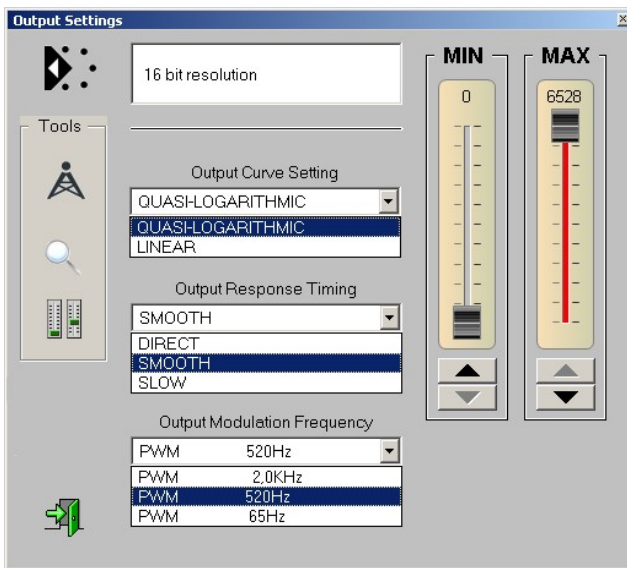 Output Settings
16 bit resolution
Tools
Output Curve Setting
QUASI-LOGARITHMIC
QUASI-LOGARITHMIC
LINEAR
Output Response Timing
SMOOTH
DIRECT
SMOOTH
SLOW
Output Modulation Frequency
PWM 520Hz
PWM 2,0KHz
PWM 520Hz
PWM 65Hz
MIN
0
MAX
6528